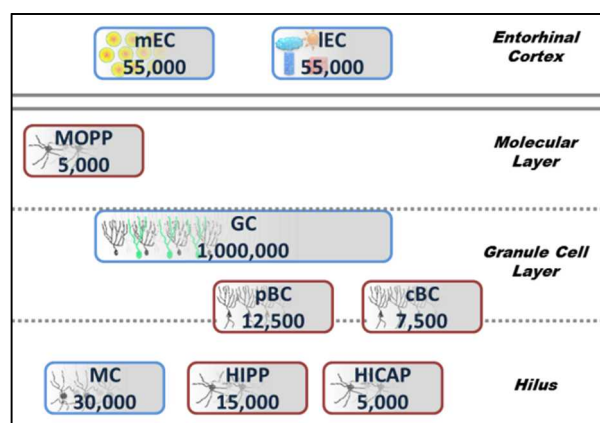 mEC
55,000
lEC
55,000
Entorhinal
Cortex
MOPP
5,000
Molecular
Layer
GC
1,000,000
Granule Cell
Layer
pBC
12,500
cBC
7,500
MC
30,000
HIPP
15,000
HICAP
5,000
Hilus